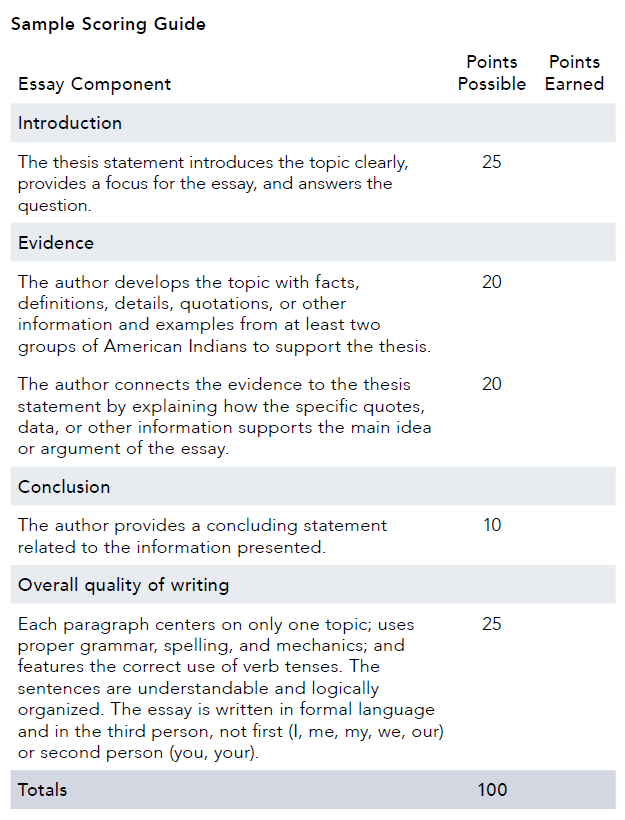 Sample Scoring Guide
Points Points
Essay Component Possible Earned
Introduction
The thesis statement introduces the topic clearly, 25
provides a focus for the essay, and answers the
question.
Evidence
The author develops the topic with facts, 20
definitions, details, quotations, or other
information and examples from at least two
groups of American Indians to support the thesis.
The author connects the evidence to the thesis 20
statement by explaining how the specific quotes,
data, or other information supports the main idea
or argument of the essay.
Conclusion
The author provides a concluding statement 10
related to the information presented.
Overall quality of writing
Each paragraph centers on only one topic; uses 25
proper grammar, spelling, and mechanics; and
features the correct use of verb tenses. The
sentences are understandable and logically
organized. The essay is written in formal language
and in the third person, not first (I, me, my, we, our)
or second person (you, your).
Totals 100